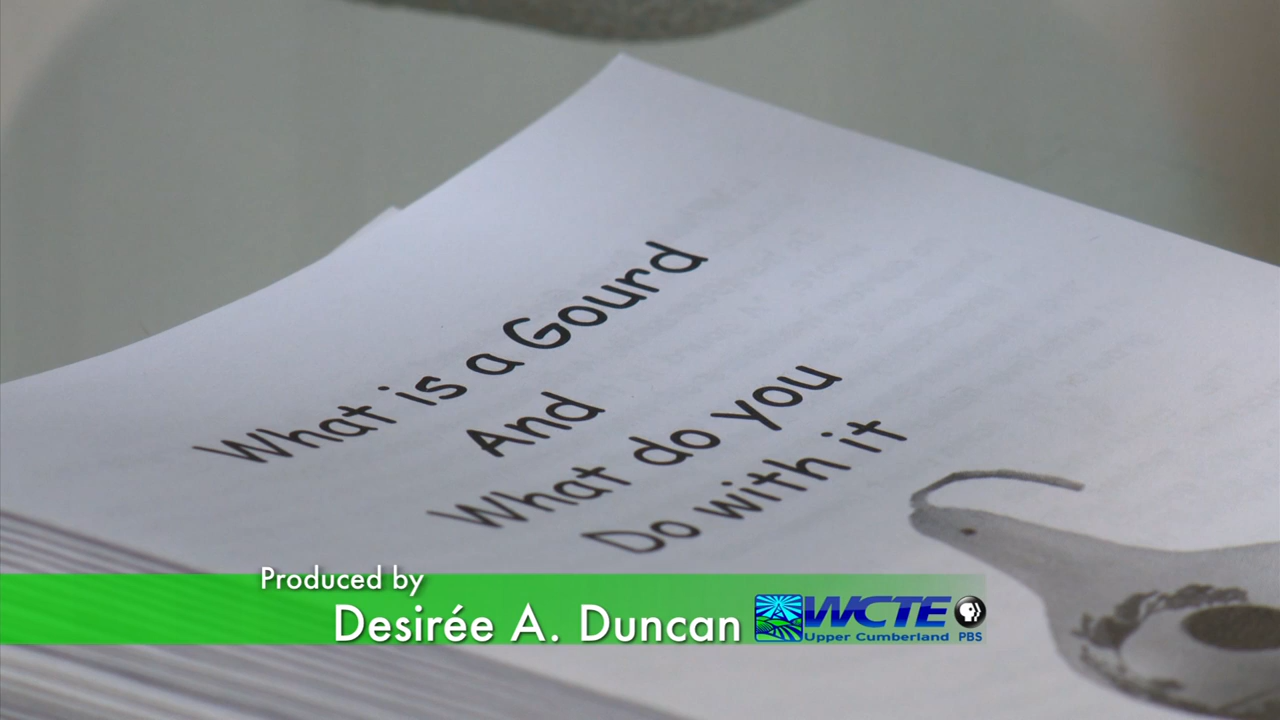 What is a Gourd
And
What do you
Do with it
Produced by
Desirée A. Duncan
WCTE
Upper Cumberland PBS